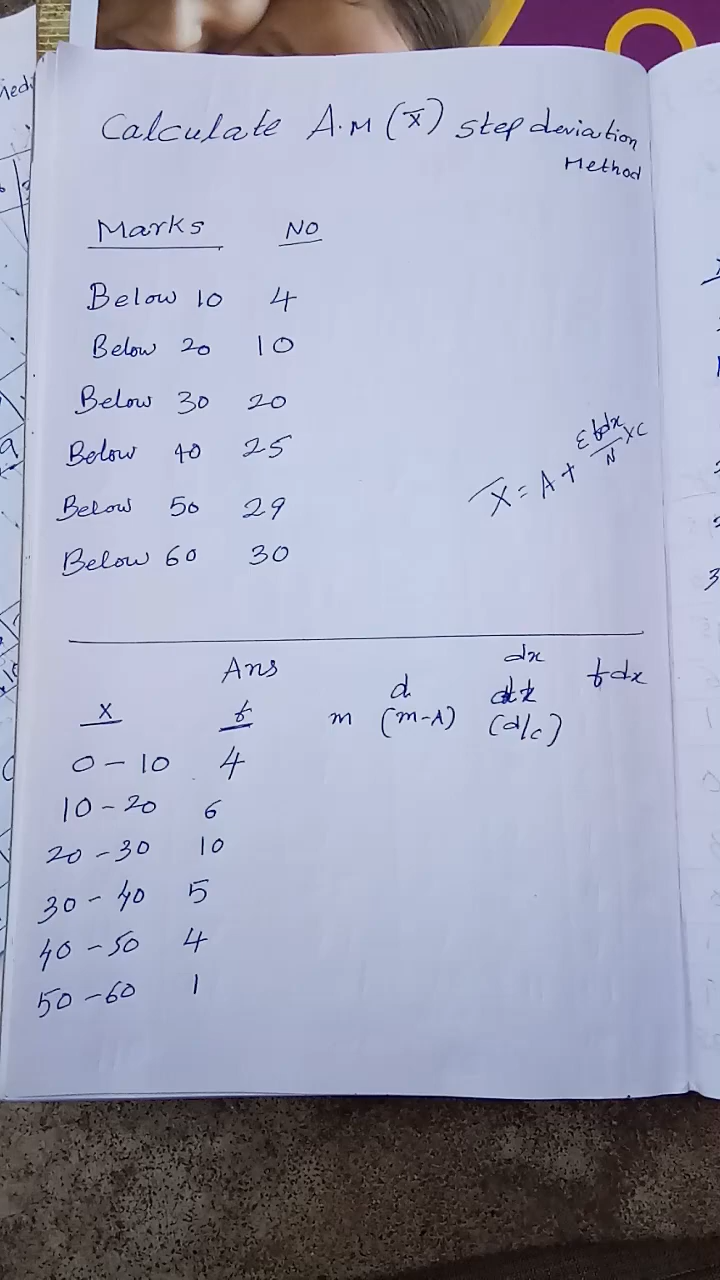 Calculate A.M (x̄) step deviation
Method
Marks No
Below 10 4
Below 20 10
Below 30 20
Below 40 25
Below 50 29
Below 60 30
X̄ = A + Σfdx/N xc
Ans
x f m d (m-A) dx (d/c) fdx
0 - 10 4
10 - 20 6
20 - 30 10
30 - 40 5
40 - 50 4
50 - 60 1